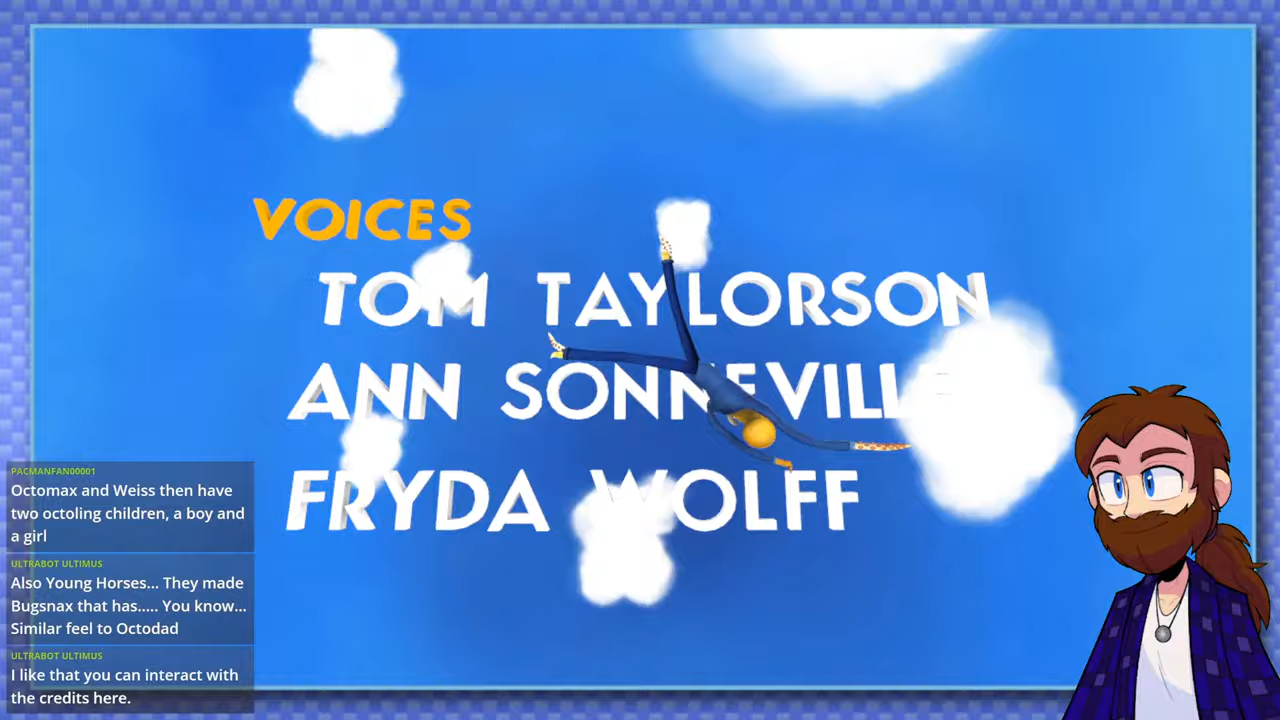 VOICES
TOM TAYLORSON
ANN SONNEVILLE
FRYDA WOLFF
PACMANFAN00001
Octomax and Weiss then have
two octoling children, a boy and
a girl
ULTRABOT ULTIMUS
Also Young Horses... They made
Bugsnax that has..... You know...
Similar feel to Octodad
ULTRABOT ULTIMUS
I like that you can interact with
the credits here.